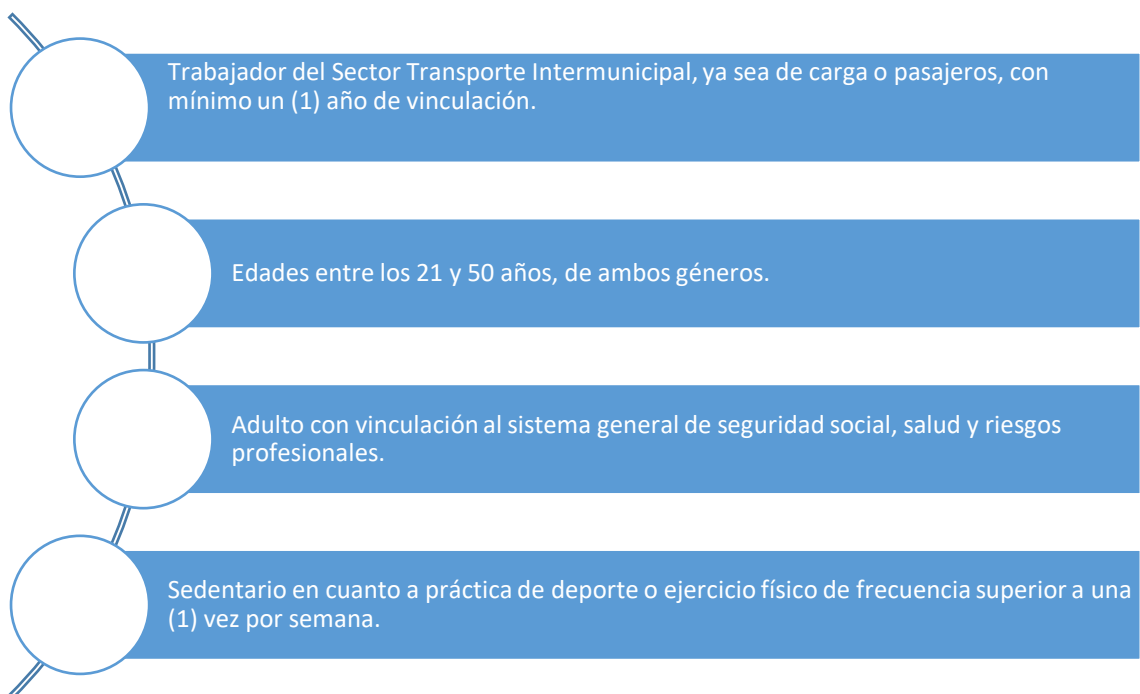 Trabajador del Sector Transporte Intermunicipal, ya sea de carga o pasajeros, con
mínimo un (1) año de vinculación.
Edades entre los 21 y 50 años, de ambos géneros.
Adulto con vinculación al sistema general de seguridad social, salud y riesgos
profesionales.
Sedentario en cuanto a práctica de deporte o ejercicio físico de frecuencia superior a una
(1) vez por semana.